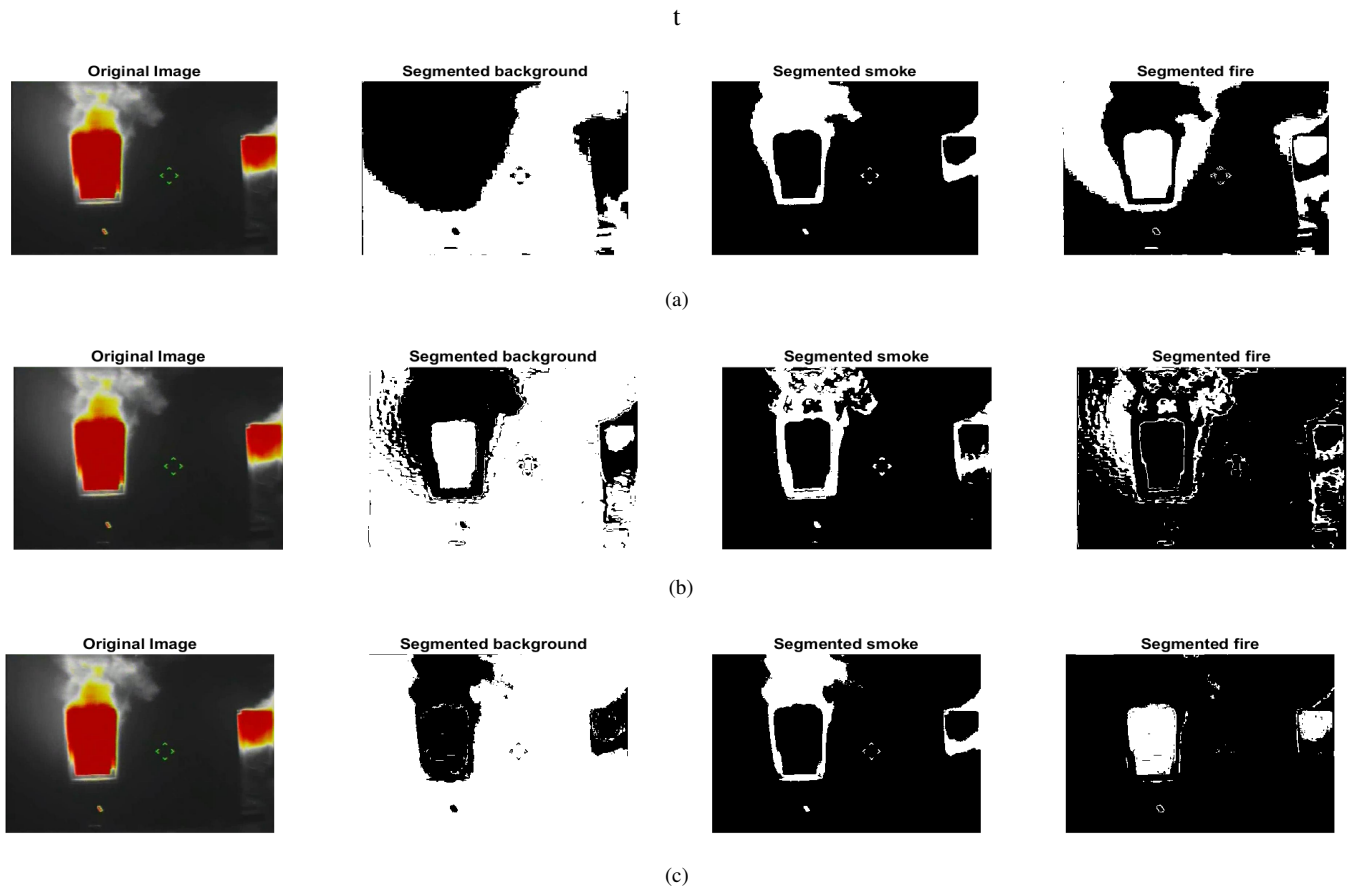 t
Original Image Segmented background Segmented smoke Segmented fire
(a)
Original Image Segmented background Segmented smoke Segmented fire
(b)
Original Image Segmented background Segmented smoke Segmented fire
(c)